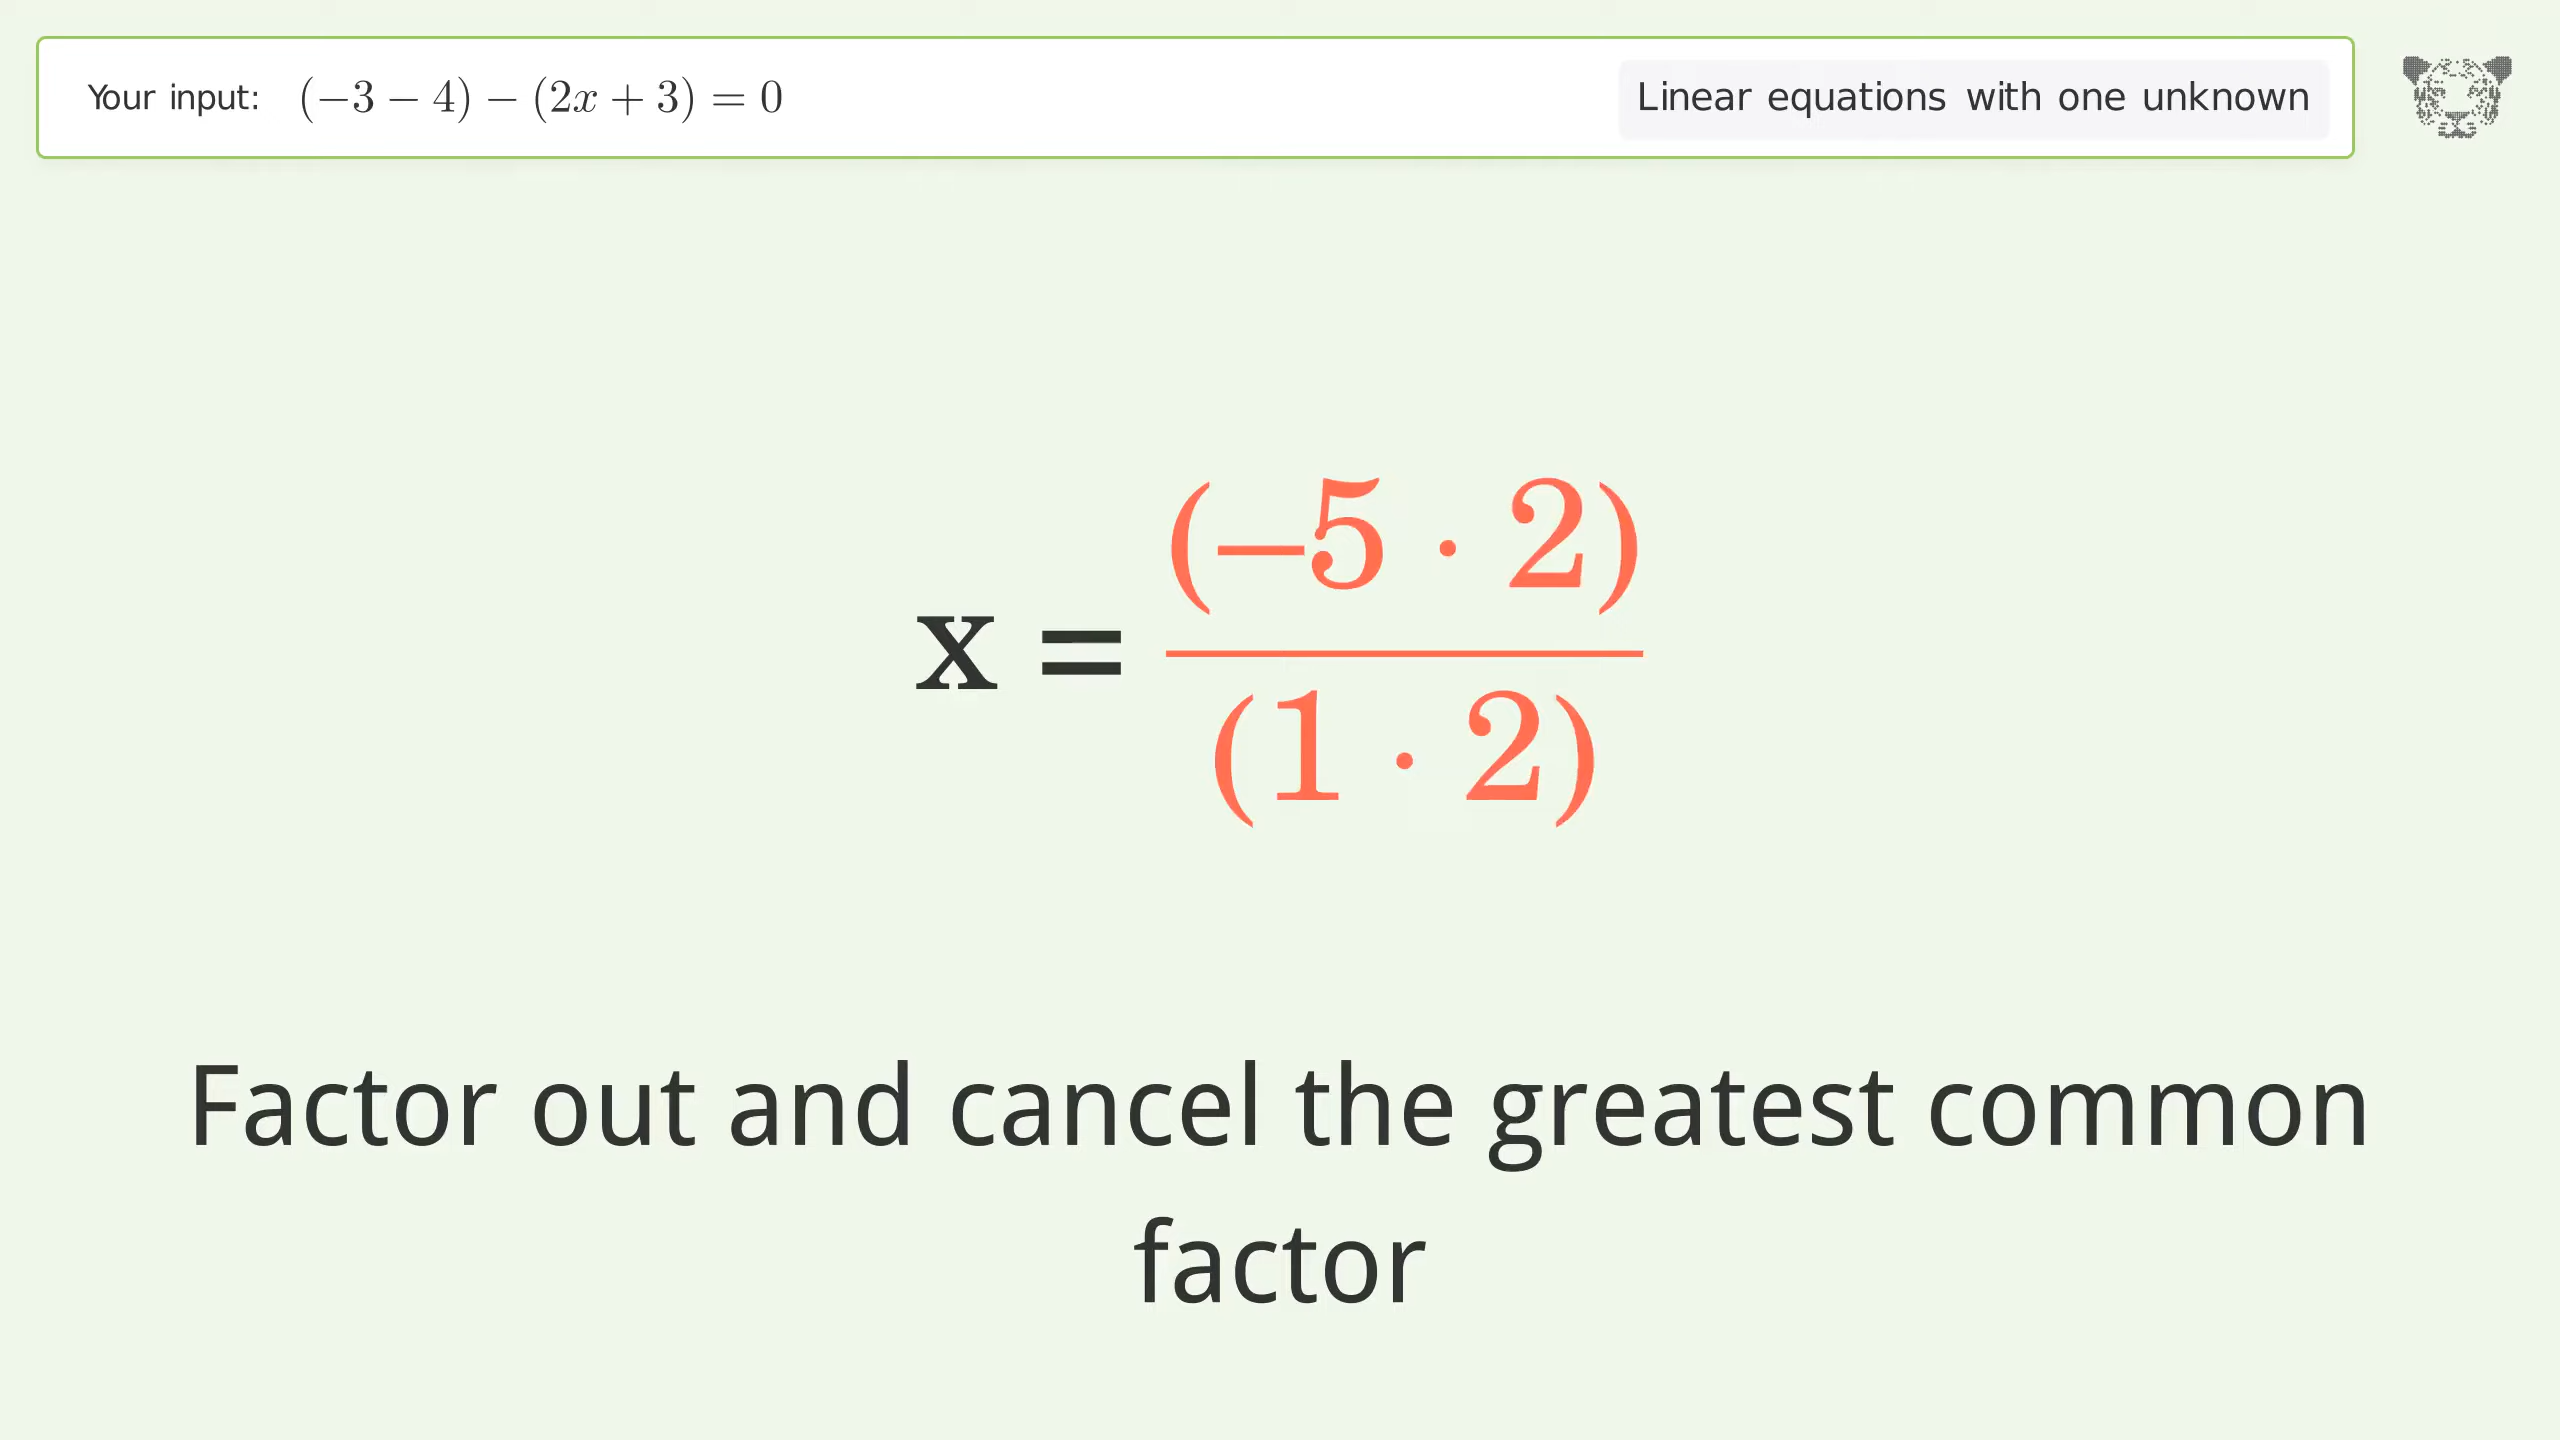 Your input: (−3 − 4) − (2x + 3) = 0
Linear equations with one unknown
x = (−5 · 2) / (1 · 2)
Factor out and cancel the greatest common
factor